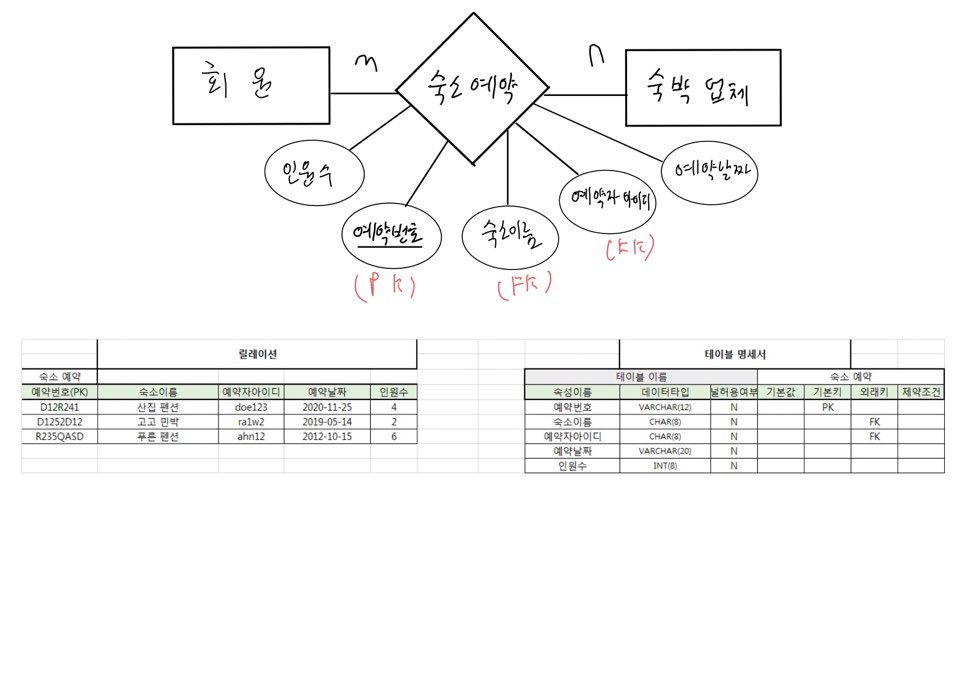 회원
m
숙소예약
n
숙박 업체
인원수
예약번호
숙소이름
예약자아이디
예약날짜
(PK)
(FK)
(FK)
릴레이션
숙소 예약
예약번호(PK) 숙소이름 예약자아이디 예약날짜 인원수
D12R241 산집 펜션 doe123 2020-11-25 4
D1252D12 고고 민박 ra1w2 2019-05-14 2
R235QASD 푸른 펜션 ahn12 2012-10-15 6
테이블 명세서
테이블 이름 숙소 예약
속성이름 데이터타입 널허용여부 기본값 기본키 외래키 제약조건
예약번호 VARCHAR(12) N PK
숙소이름 CHAR(8) N FK
예약자아이디 CHAR(8) N FK
예약날짜 VARCHAR(20) N
인원수 INT(8) N